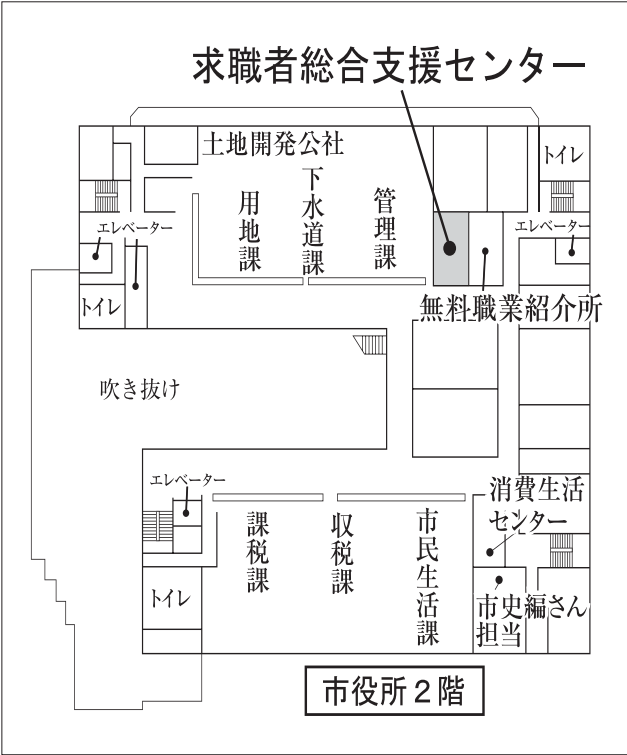 求職者総合支援センター
土地開発公社
トイレ
用地課
下水道課
管理課
エレベーター
エレベーター
トイレ
無料職業紹介所
吹き抜け
エレベーター
消費生活
センター
課税課
収税課
市民生活課
トイレ
市史編さん
担当
市役所2階